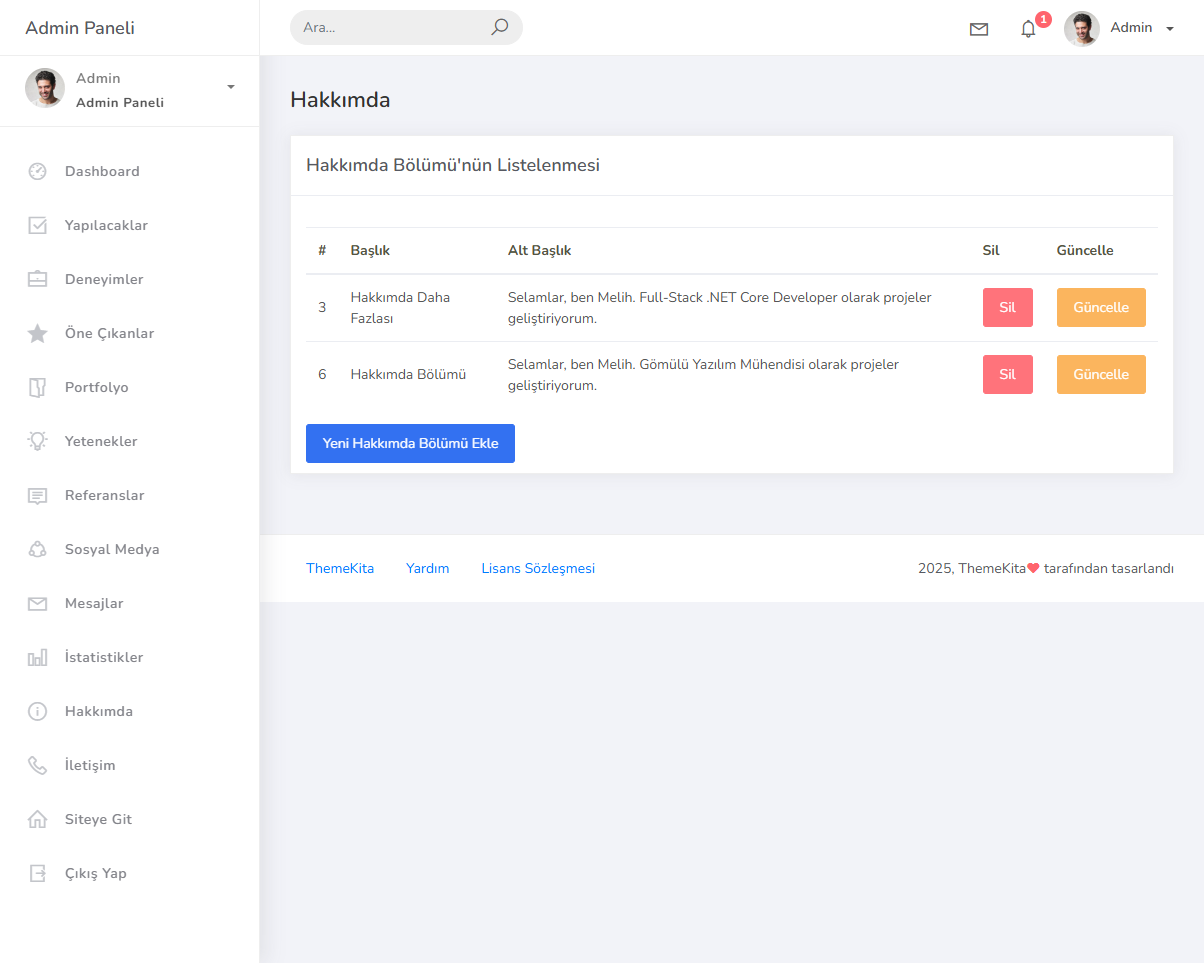 Admin Paneli
Ara...
1
Admin
Admin
Admin Paneli
Dashboard
Yapılacaklar
Deneyimler
Öne Çıkanlar
Portfolyo
Yetenekler
Referanslar
Sosyal Medya
Mesajlar
İstatistikler
Hakkımda
İletişim
Siteye Git
Çıkış Yap
Hakkımda
Hakkımda Bölümü'nün Listelenmesi
# Başlık Alt Başlık Sil Güncelle
3 Hakkımda Daha Fazlası Selamlar, ben Melih. Full-Stack .NET Core Developer olarak projeler geliştiriyorum. Sil Güncelle
6 Hakkımda Bölümü Selamlar, ben Melih. Gömülü Yazılım Mühendisi olarak projeler geliştiriyorum. Sil Güncelle
Yeni Hakkımda Bölümü Ekle
ThemeKita Yardım Lisans Sözleşmesi 2025, ThemeKita❤ tarafından tasarlandı